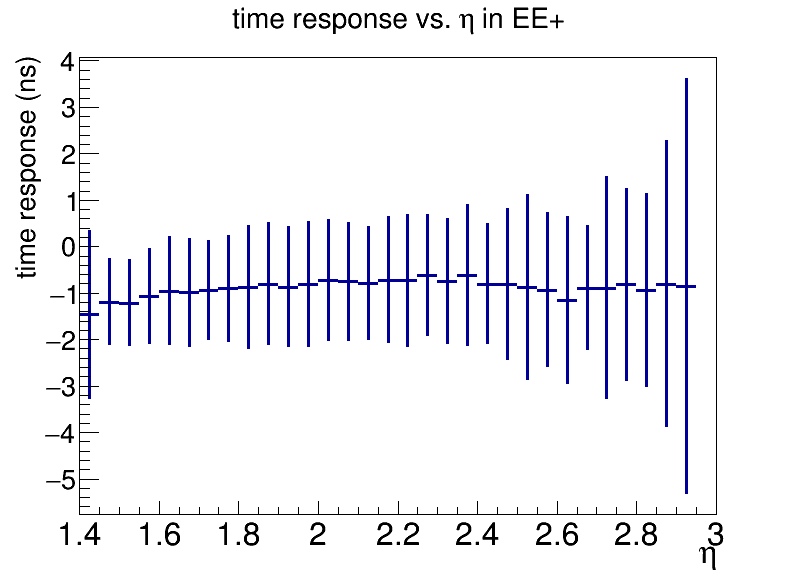 time response vs. η in EE+
time response (ns)
4
3
2
1
0
−1
−2
−3
−4
−5
1.4 1.6 1.8 2 2.2 2.4 2.6 2.8 3
η